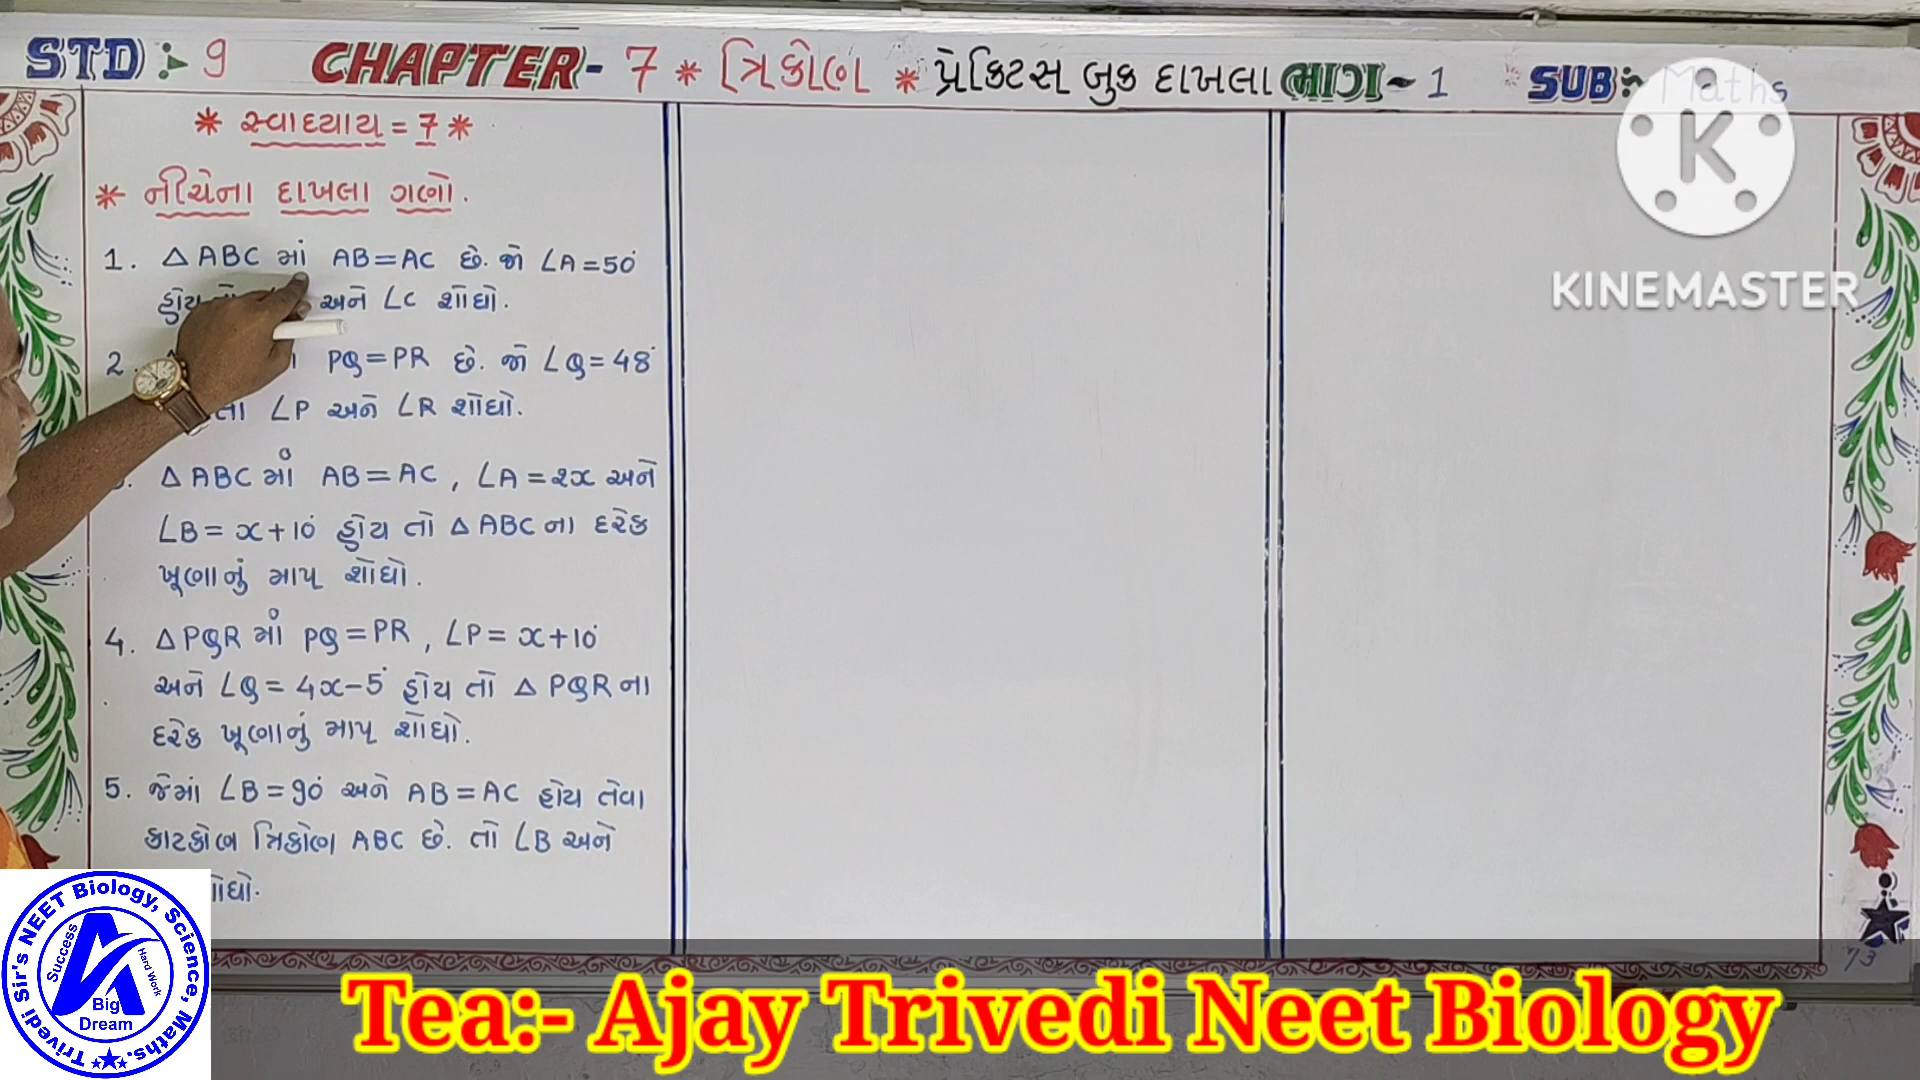 STD :- 9 CHAPTER- 7 * ત્રિકોણ * પ્રેક્ટિસ બુક દાખલા ભાગ ~ 1 SUB:- Maths
* સ્વાધ્યાય = 7 *
* નીચેના દાખલા ગણો.
1. △ ABC માં AB = AC છે. જો ∠A = 50°
હોય તો અને ∠C શોધો.
2. PQ = PR છે. જો ∠Q = 48°
તો ∠P અને ∠R શોધો.
△ ABC માં AB = AC , ∠A = 2x અને
∠B = x + 10° હોય તો △ ABC ના દરેક
ખૂણાનું માપ શોધો.
4. △ PQR માં PQ = PR , ∠P = x + 10°
અને ∠Q = 4x - 5° હોય તો △ PQR ના
દરેક ખૂણાનું માપ શોધો.
5. જેમાં ∠B = 90° અને AB = AC હોય તેવા
કાટકોણ ત્રિકોણ ABC છે. તો ∠B અને
શોધો.
K
KINEMASTER
73
Trivedi Sir's NEET Biology, Science, Maths.
Success
Hard Work
Big
Dream
Tea:- Ajay Trivedi Neet Biology